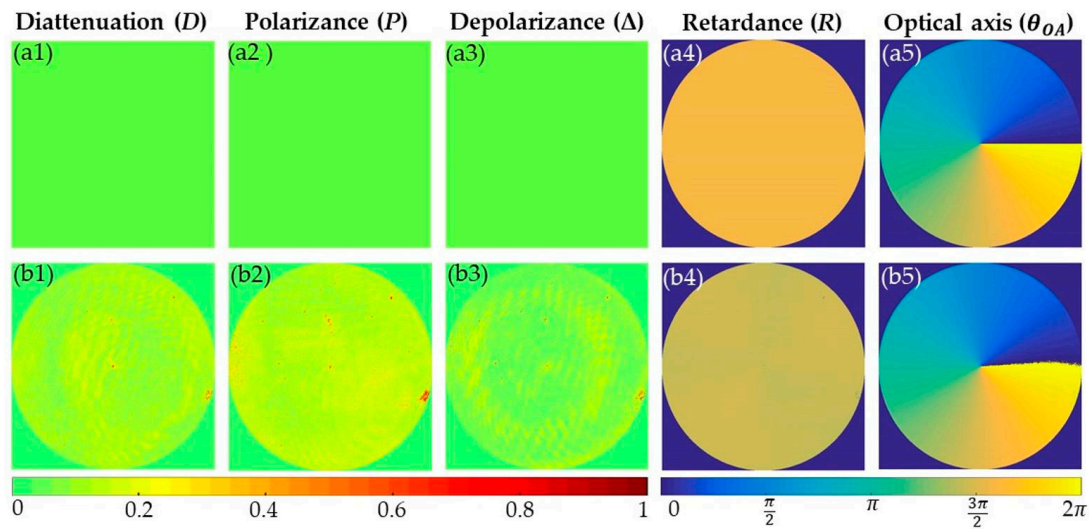 Diattenuation (D) Polarizance (P) Depolarizance (Δ) Retardance (R) Optical axis (θ_OA)
(a1) (a2 ) (a3) (a4) (a5)
(b1) (b2) (b3) (b4) (b5)
0 0.2 0.4 0.6 0.8 1 0 π/2 π 3π/2 2π